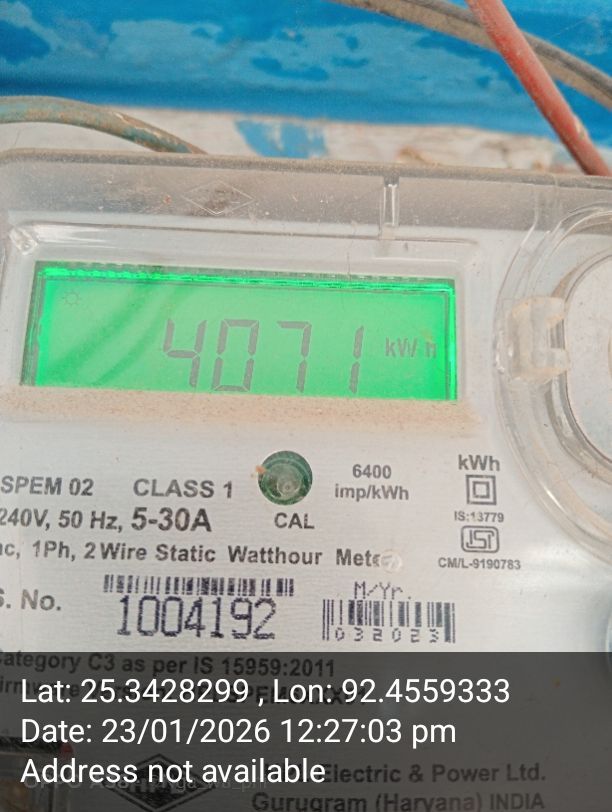 4071 kWh
SPEM 02 CLASS 1
6400
imp/kWh
kWh
240V, 50 Hz, 5-30A
CAL
IS:13779
ISI
ac, 1Ph, 2 Wire Static Watthour Meter
CM/L-9190783
S. No.
1004192
M/Yr.
032023
Category C3 as per IS 15959:2011
Lat: 25.3428299 , Lon: 92.4559333
Date: 23/01/2026 12:27:03 pm
Address not available
Electric & Power Ltd.
Gurugram (Haryana) INDIA